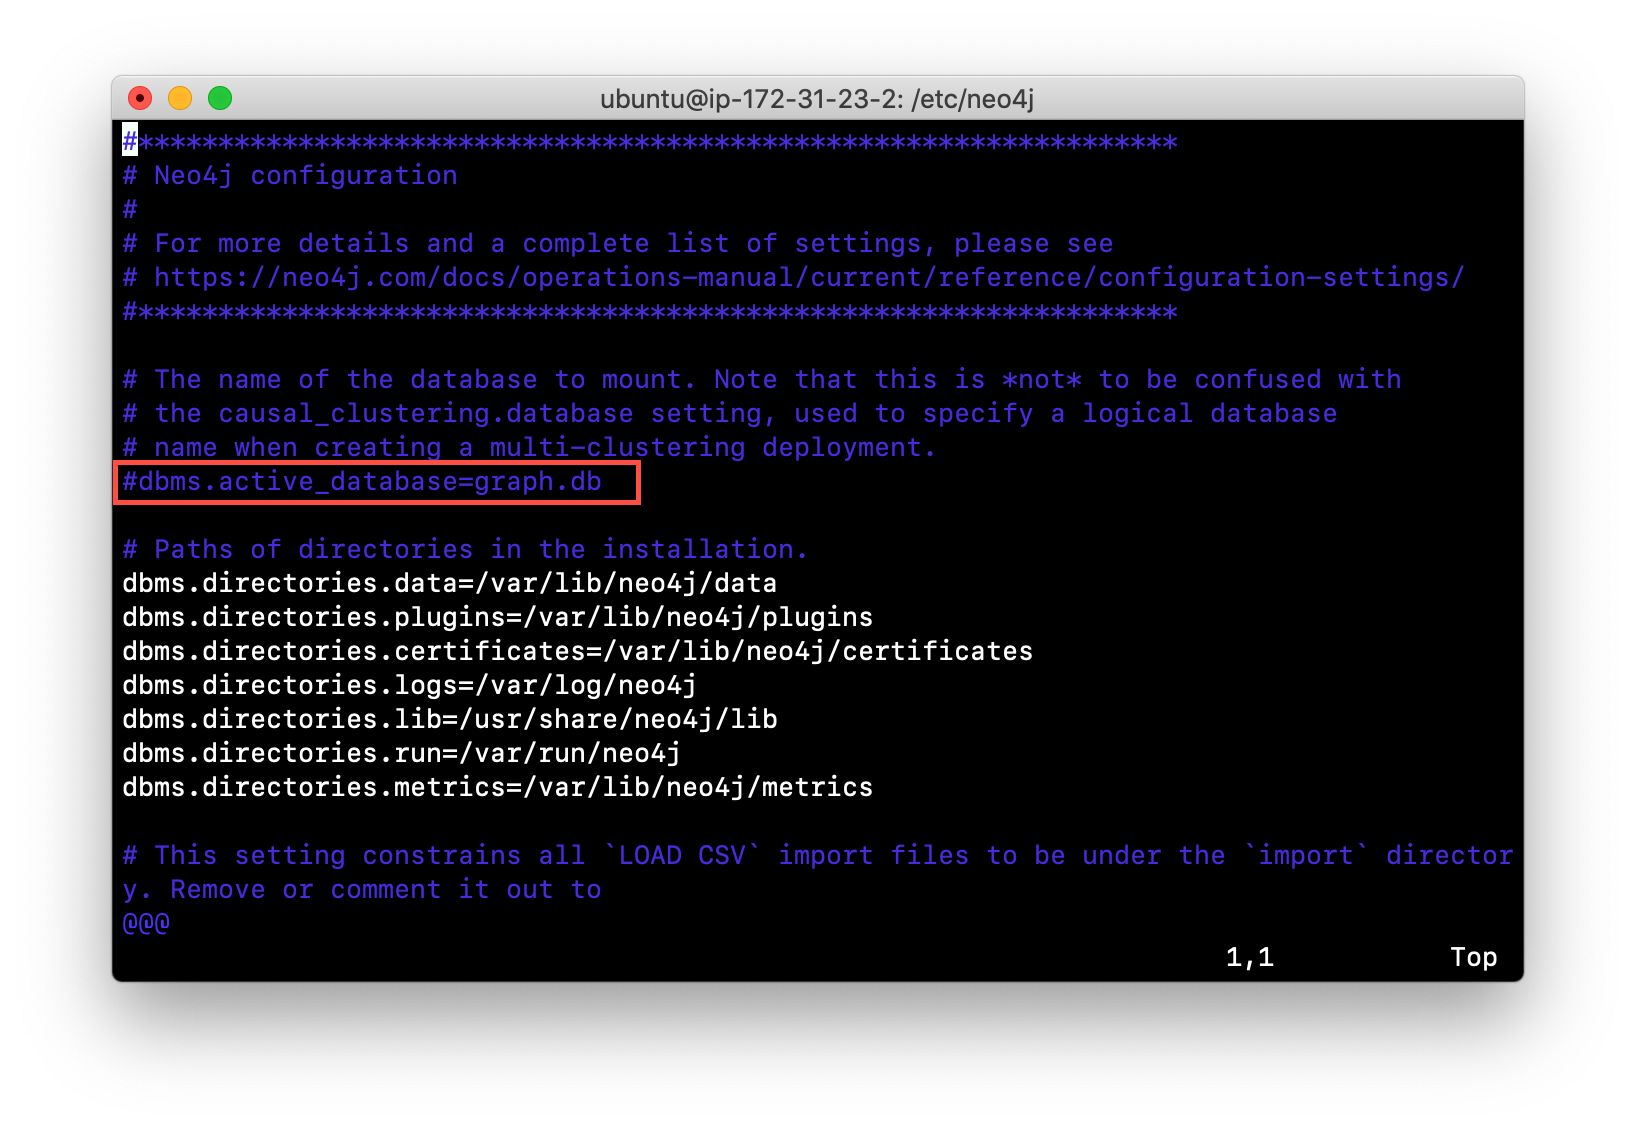 ubuntu@ip-172-31-23-2: /etc/neo4j
#*****************************************************************
# Neo4j configuration
#
# For more details and a complete list of settings, please see
# https://neo4j.com/docs/operations-manual/current/reference/configuration-settings/
#*****************************************************************
# The name of the database to mount. Note that this is *not* to be confused with
# the causal_clustering.database setting, used to specify a logical database
# name when creating a multi-clustering deployment.
#dbms.active_database=graph.db
# Paths of directories in the installation.
dbms.directories.data=/var/lib/neo4j/data
dbms.directories.plugins=/var/lib/neo4j/plugins
dbms.directories.certificates=/var/lib/neo4j/certificates
dbms.directories.logs=/var/log/neo4j
dbms.directories.lib=/usr/share/neo4j/lib
dbms.directories.run=/var/run/neo4j
dbms.directories.metrics=/var/lib/neo4j/metrics
# This setting constrains all `LOAD CSV` import files to be under the `import` director
y. Remove or comment it out to
@@@
1,1 Top